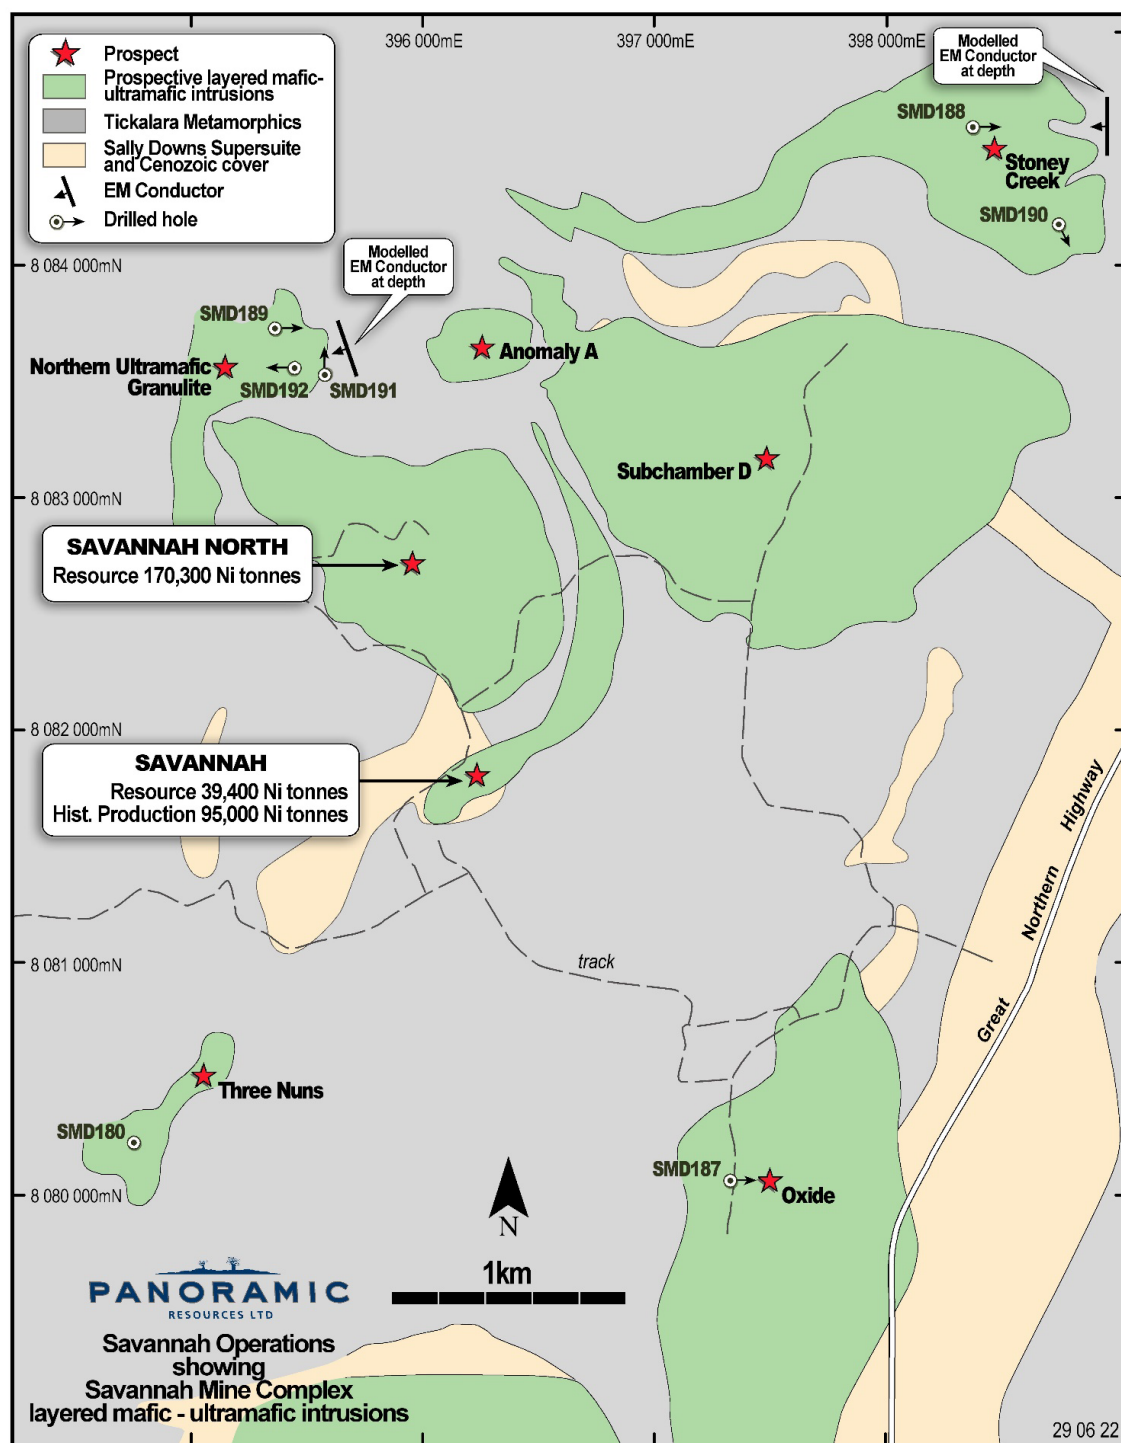 396 000mE
397 000mE
398 000mE
Prospect
Prospective layered mafic-
ultramafic intrusions
Tickalara Metamorphics
Sally Downs Supersuite
and Cenozoic cover
EM Conductor
Drilled hole
Modelled
EM Conductor
at depth
SMD188
Stoney
Creek
SMD190
8 084 000mN
Modelled
EM Conductor
at depth
SMD189
Northern Ultramafic
Granulite
SMD192
SMD191
Anomaly A
Subchamber D
8 083 000mN
SAVANNAH NORTH
Resource 170,300 Ni tonnes
8 082 000mN
SAVANNAH
Resource 39,400 Ni tonnes
Hist. Production 95,000 Ni tonnes
Great Northern Highway
8 081 000mN
track
Three Nuns
SMD180
SMD187
Oxide
8 080 000mN
N
1km
PANORAMIC
RESOURCES LTD
Savannah Operations
showing
Savannah Mine Complex
layered mafic - ultramafic intrusions
29 06 22